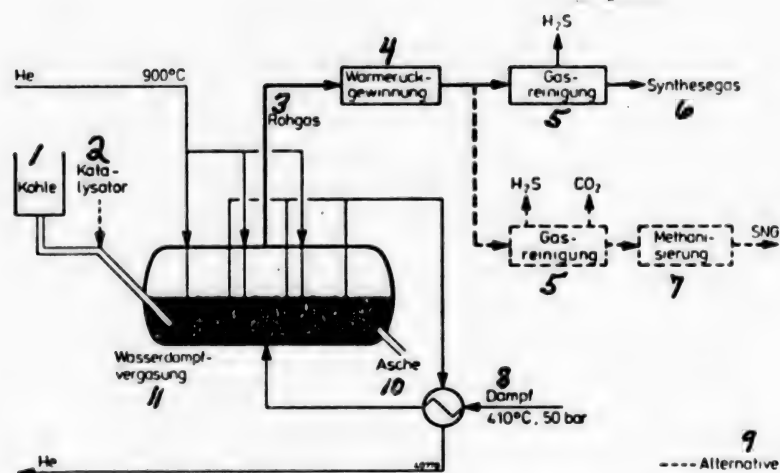 H₂S
4
He
900°C
Wärmerück-
gewinnung
Gas-
reinigung
Synthesegas
3
Rohgas
5
6
1
2
Kohle
Kata-
lysator
H₂S
CO₂
Gas-
reinigung
Methani-
sierung
SNG
5
7
Wasserdampf-
vergasung
11
Asche
10
8
Dampf
410°C, 50 bar
He
9
---- Alternative